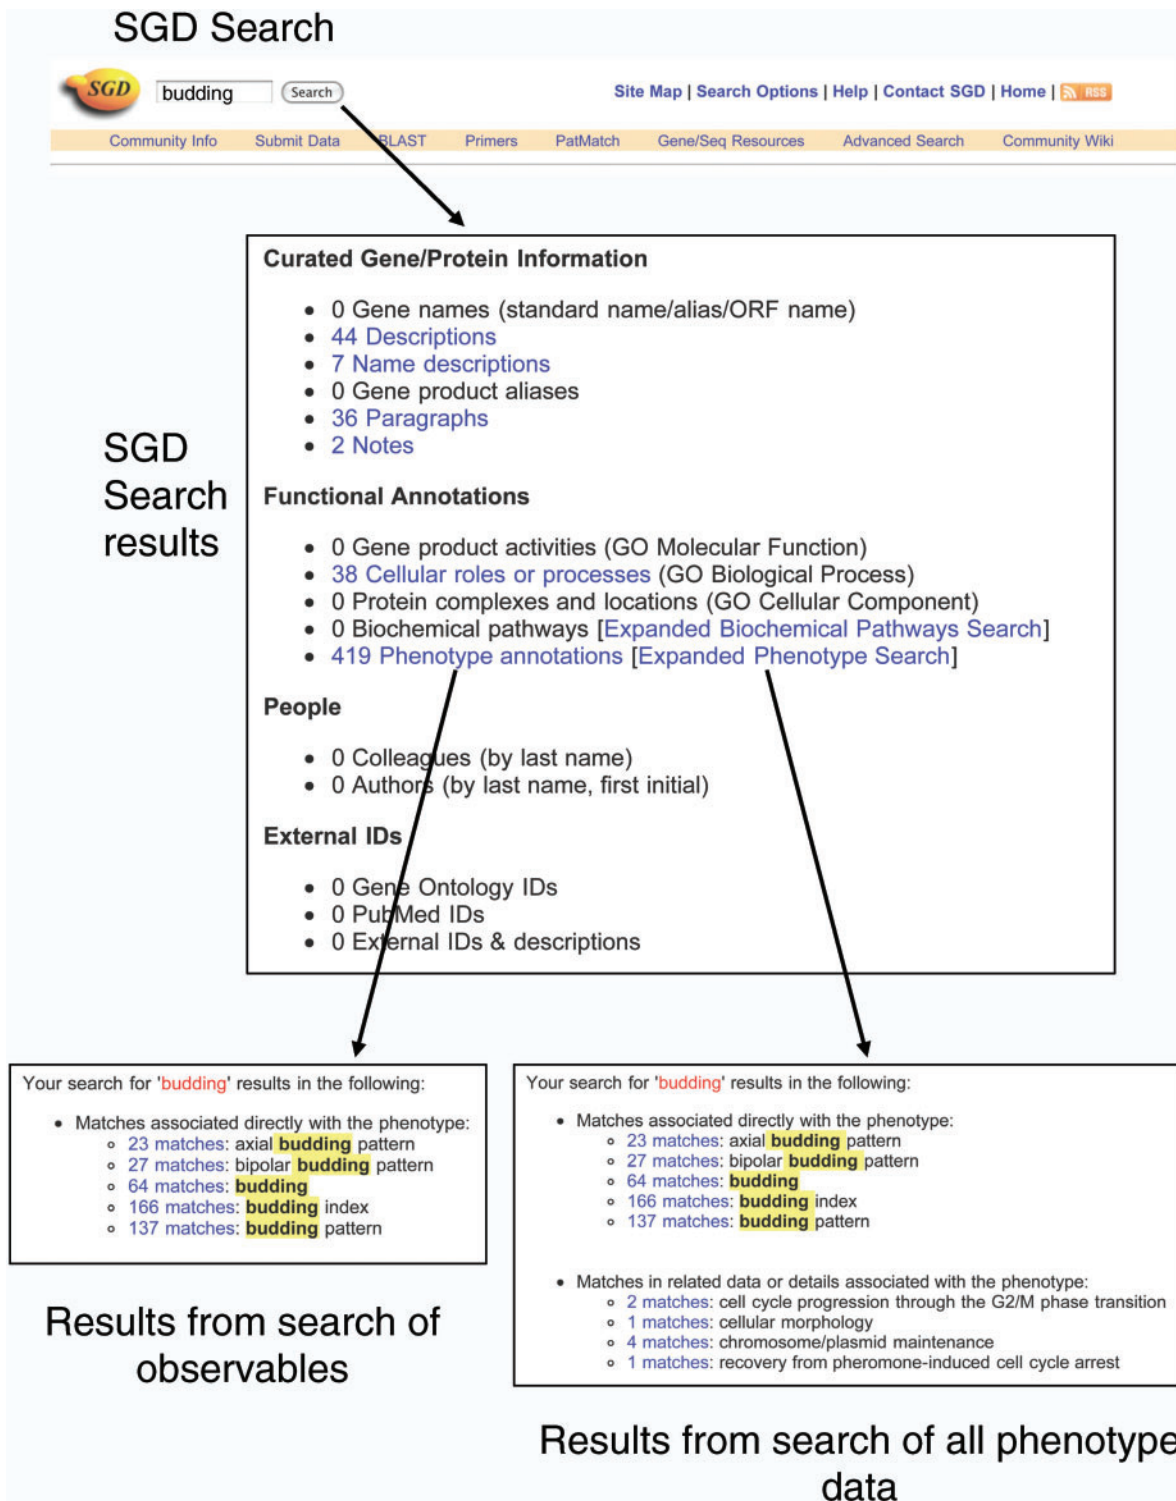 SGD Search
SGD
budding
Search
Site Map | Search Options | Help | Contact SGD | Home | RSS
Community Info Submit Data BLAST Primers PatMatch Gene/Seq Resources Advanced Search Community Wiki
Curated Gene/Protein Information
• 0 Gene names (standard name/alias/ORF name)
• 44 Descriptions
• 7 Name descriptions
• 0 Gene product aliases
• 36 Paragraphs
• 2 Notes
SGD
Search
results
Functional Annotations
• 0 Gene product activities (GO Molecular Function)
• 38 Cellular roles or processes (GO Biological Process)
• 0 Protein complexes and locations (GO Cellular Component)
• 0 Biochemical pathways [Expanded Biochemical Pathways Search]
• 419 Phenotype annotations [Expanded Phenotype Search]
People
• 0 Colleagues (by last name)
• 0 Authors (by last name, first initial)
External IDs
• 0 Gene Ontology IDs
• 0 PubMed IDs
• 0 External IDs & descriptions
Your search for 'budding' results in the following:
• Matches associated directly with the phenotype:
◦ 23 matches: axial budding pattern
◦ 27 matches: bipolar budding pattern
◦ 64 matches: budding
◦ 166 matches: budding index
◦ 137 matches: budding pattern
Results from search of
observables
Your search for 'budding' results in the following:
• Matches associated directly with the phenotype:
◦ 23 matches: axial budding pattern
◦ 27 matches: bipolar budding pattern
◦ 64 matches: budding
◦ 166 matches: budding index
◦ 137 matches: budding pattern
• Matches in related data or details associated with the phenotype:
◦ 2 matches: cell cycle progression through the G2/M phase transition
◦ 1 matches: cellular morphology
◦ 4 matches: chromosome/plasmid maintenance
◦ 1 matches: recovery from pheromone-induced cell cycle arrest
Results from search of all phenotype
data